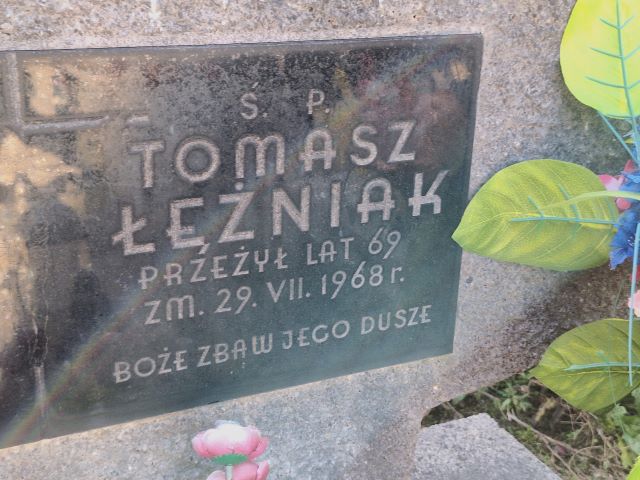 Ś. P.
TOMASZ
ŁĘŻNIAK
PRZEŻYŁ LAT 69
ZM. 29. VII. 1968 r.
BOŻE ZBAW JEGO DUSZE